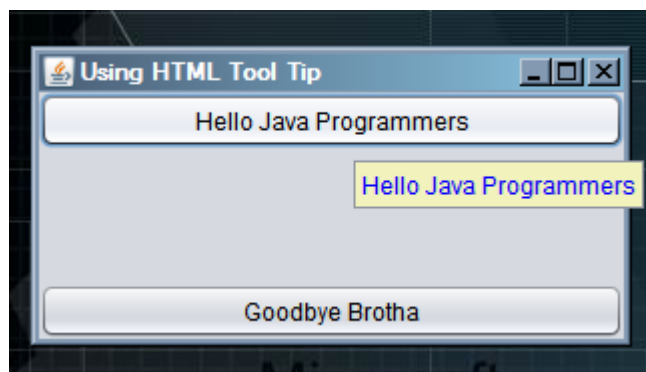 Using HTML Tool Tip
Hello Java Programmers
Hello Java Programmers
Goodbye Brotha